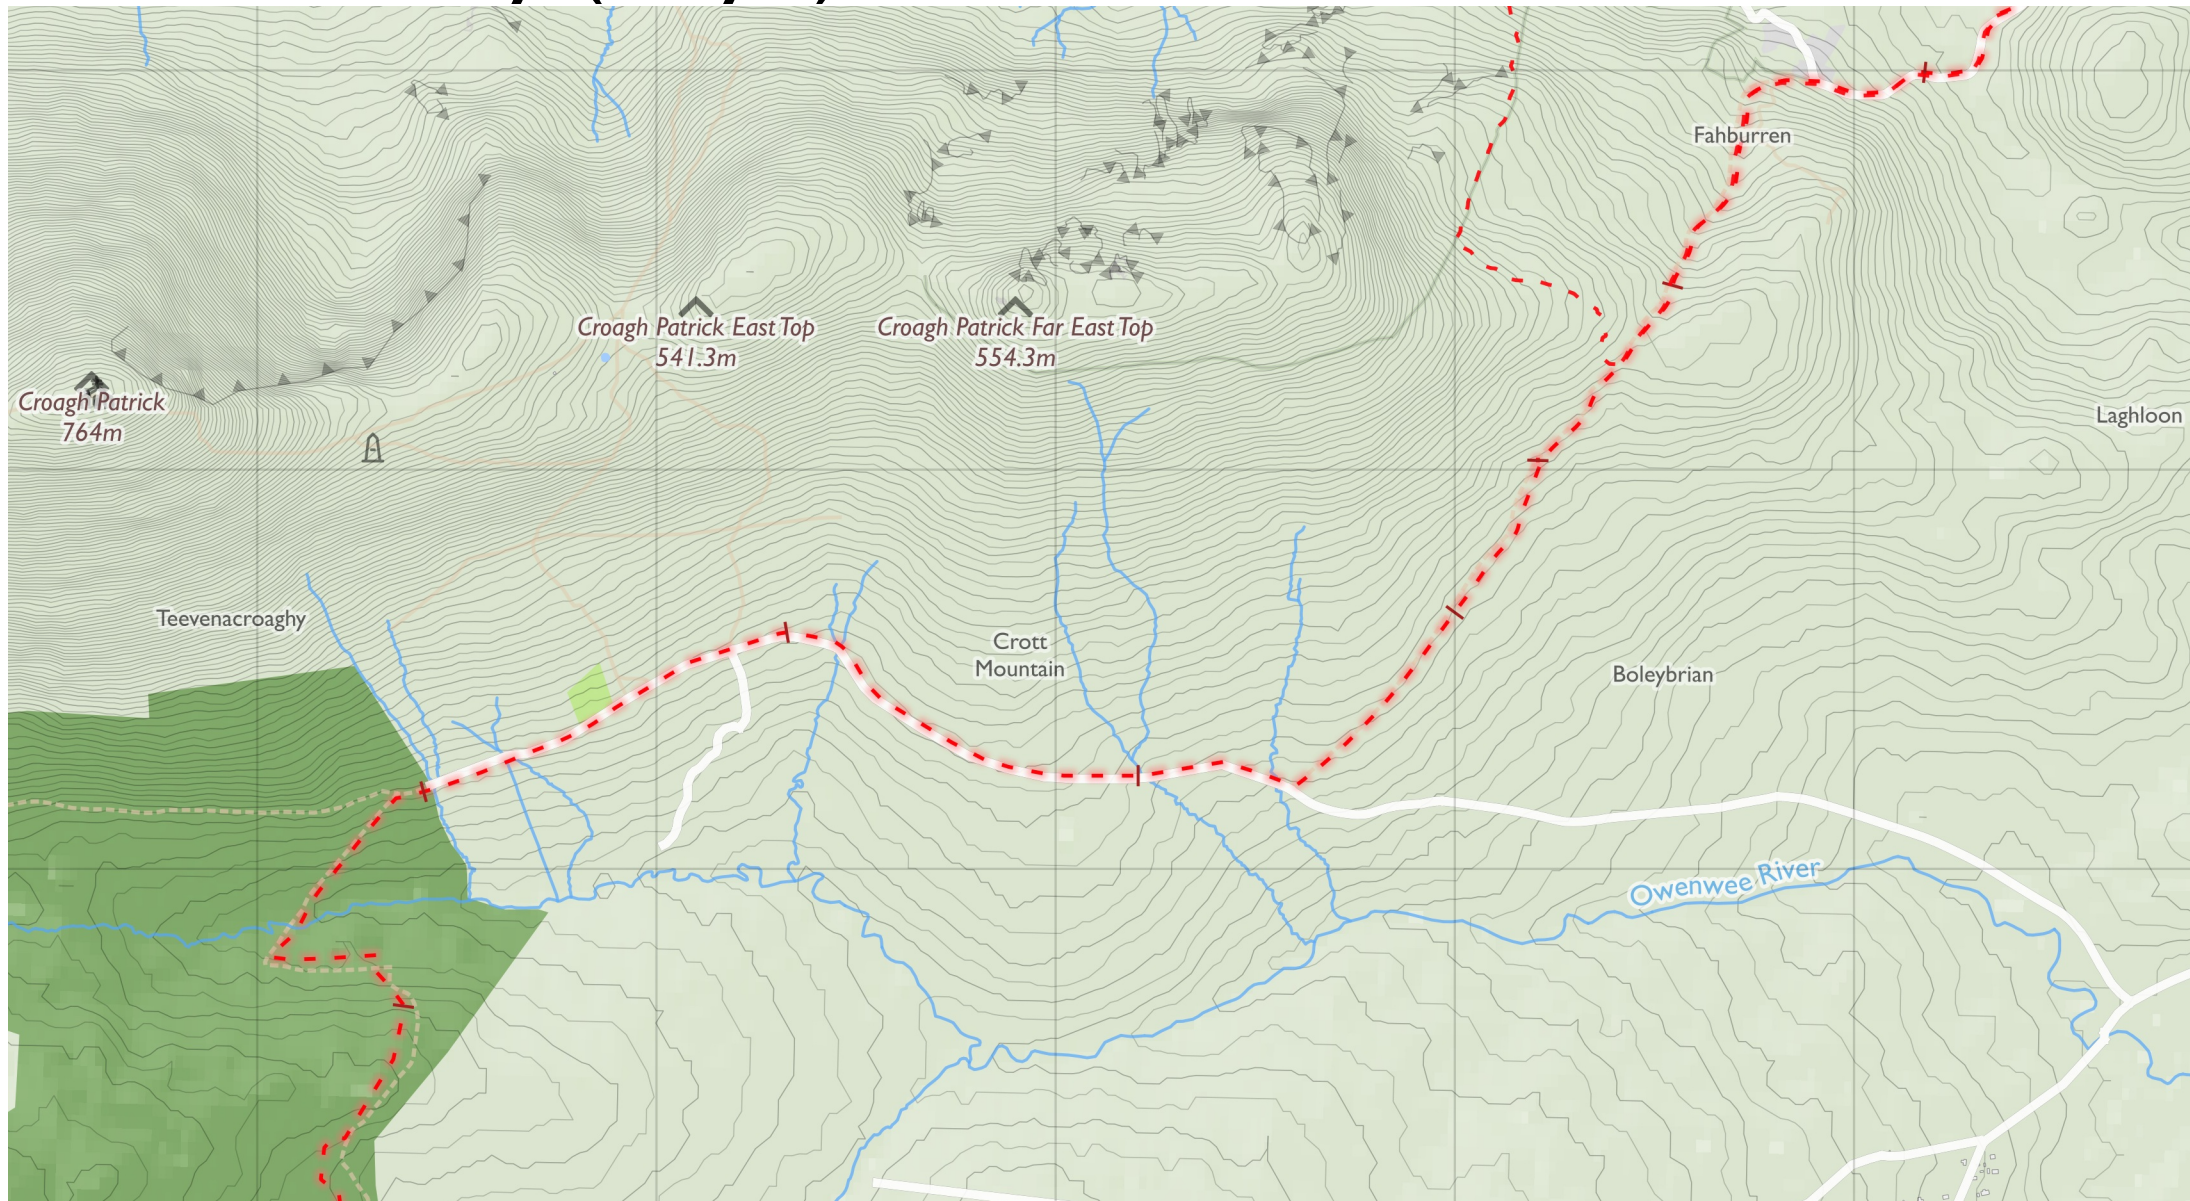 Fahburren
Croagh Patrick East Top
541.3m
Croagh Patrick Far East Top
554.3m
Croagh Patrick
764m
Laghloon
Teevenacroaghy
Crott
Mountain
Boleybrian
Owenwee River